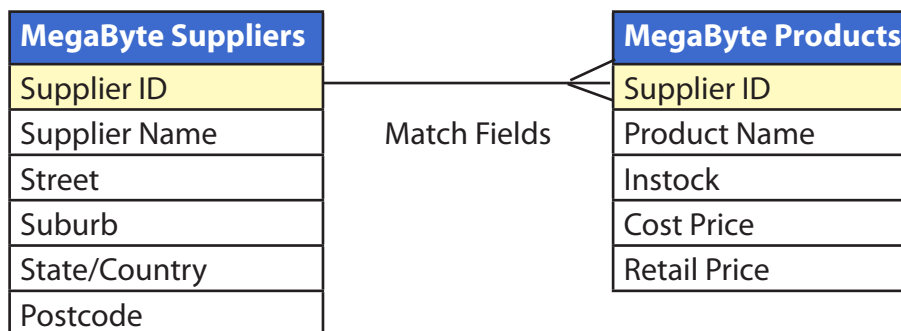 MegaByte Suppliers
Supplier ID
Supplier Name
Street
Suburb
State/Country
Postcode
Match Fields
MegaByte Products
Supplier ID
Product Name
Instock
Cost Price
Retail Price